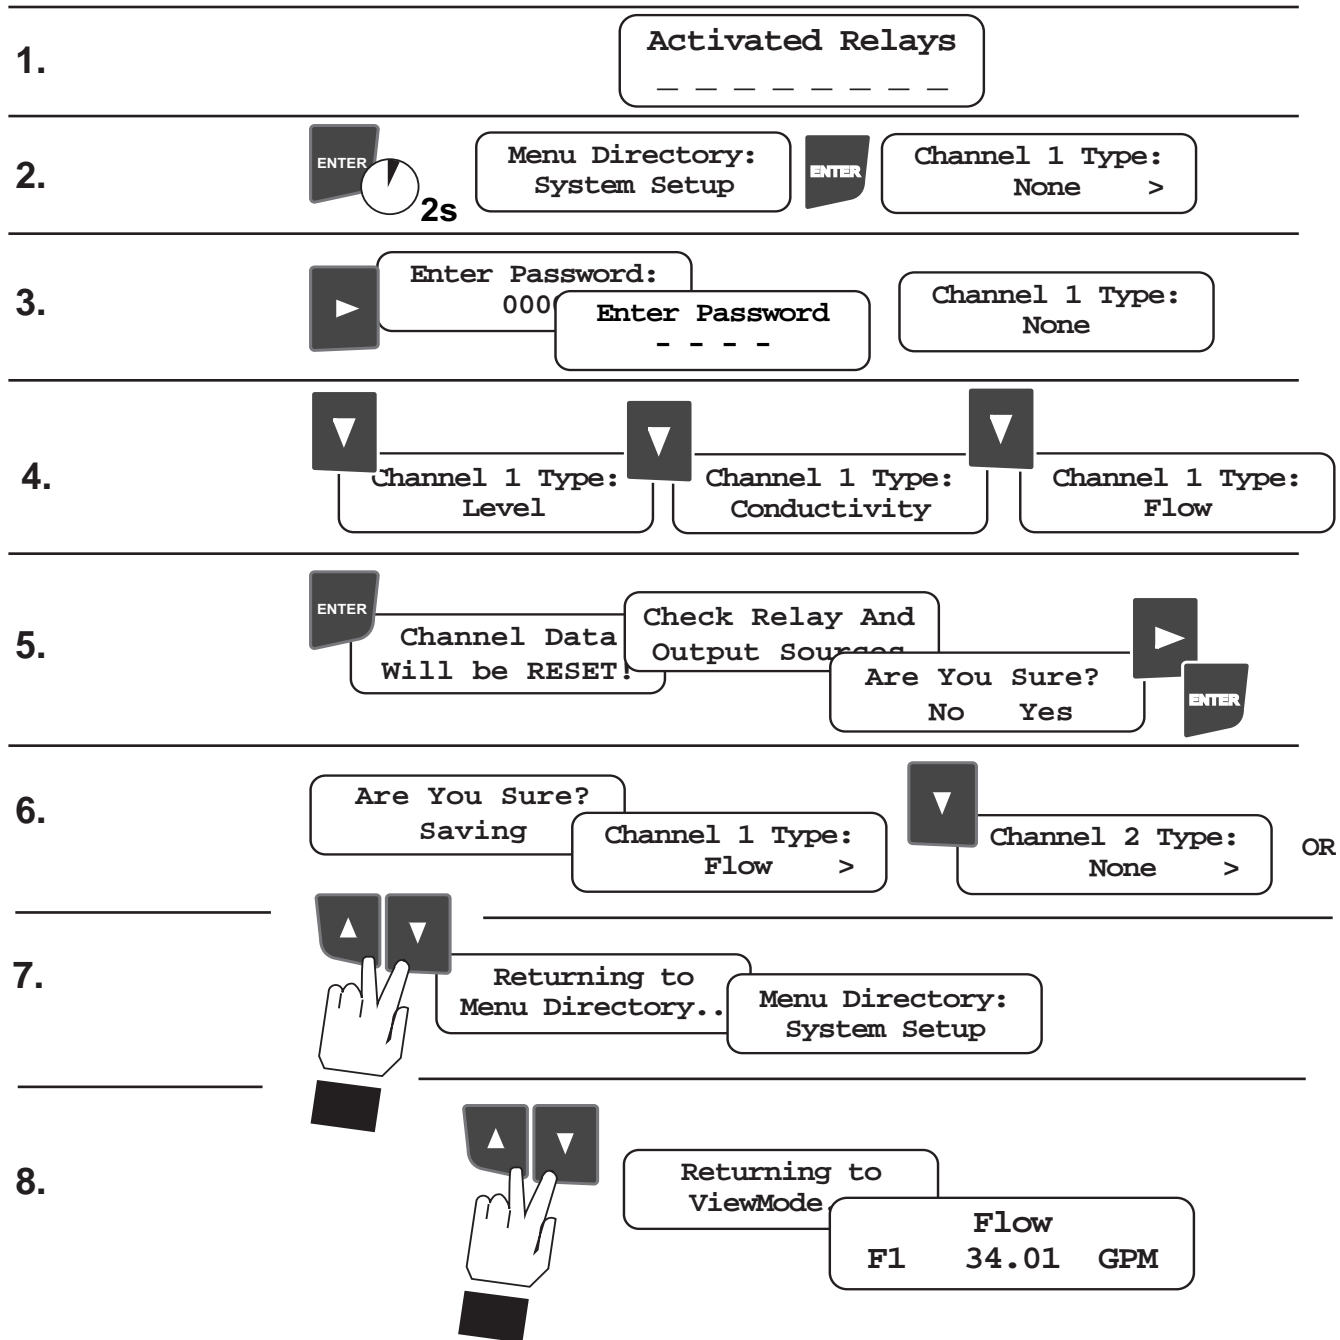 1.
Activated Relays
_ _ _ _ _ _ _ _
2.
ENTER
2s
Menu Directory:
System Setup
ENTER
Channel 1 Type:
None >
3.
Enter Password:
000
Enter Password
- - - -
Channel 1 Type:
None
4.
Channel 1 Type:
Level
Channel 1 Type:
Conductivity
Channel 1 Type:
Flow
5.
ENTER
Channel Data
Will be RESET!
Check Relay And
Output Sources
Are You Sure?
No Yes
ENTER
6.
Are You Sure?
Saving
Channel 1 Type:
Flow >
Channel 2 Type:
None >
OR
7.
Returning to
Menu Directory..
Menu Directory:
System Setup
8.
Returning to
ViewMode.
Flow
F1 34.01 GPM